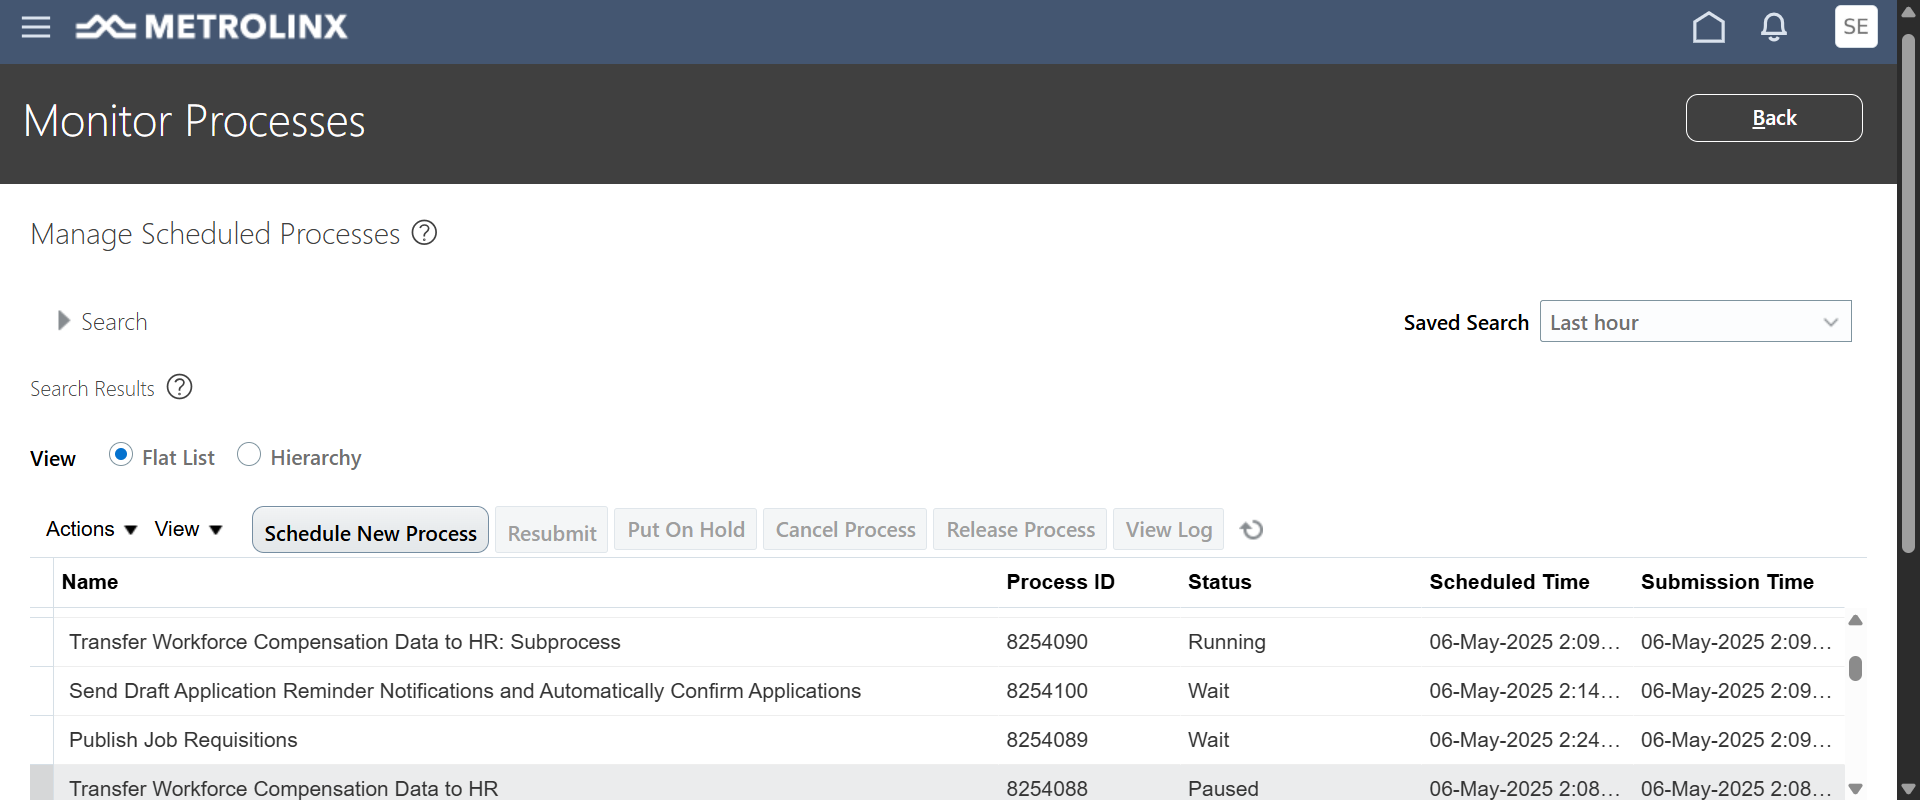 METROLINX
SE
Monitor Processes
Back
Manage Scheduled Processes ?
Search
Saved Search Last hour
Search Results ?
View Flat List Hierarchy
Actions View Schedule New Process Resubmit Put On Hold Cancel Process Release Process View Log
Name Process ID Status Scheduled Time Submission Time
Transfer Workforce Compensation Data to HR: Subprocess 8254090 Running 06-May-2025 2:09... 06-May-2025 2:09...
Send Draft Application Reminder Notifications and Automatically Confirm Applications 8254100 Wait 06-May-2025 2:14... 06-May-2025 2:09...
Publish Job Requisitions 8254089 Wait 06-May-2025 2:24... 06-May-2025 2:09...
Transfer Workforce Compensation Data to HR 8254088 Paused 06-May-2025 2:08... 06-May-2025 2:08...